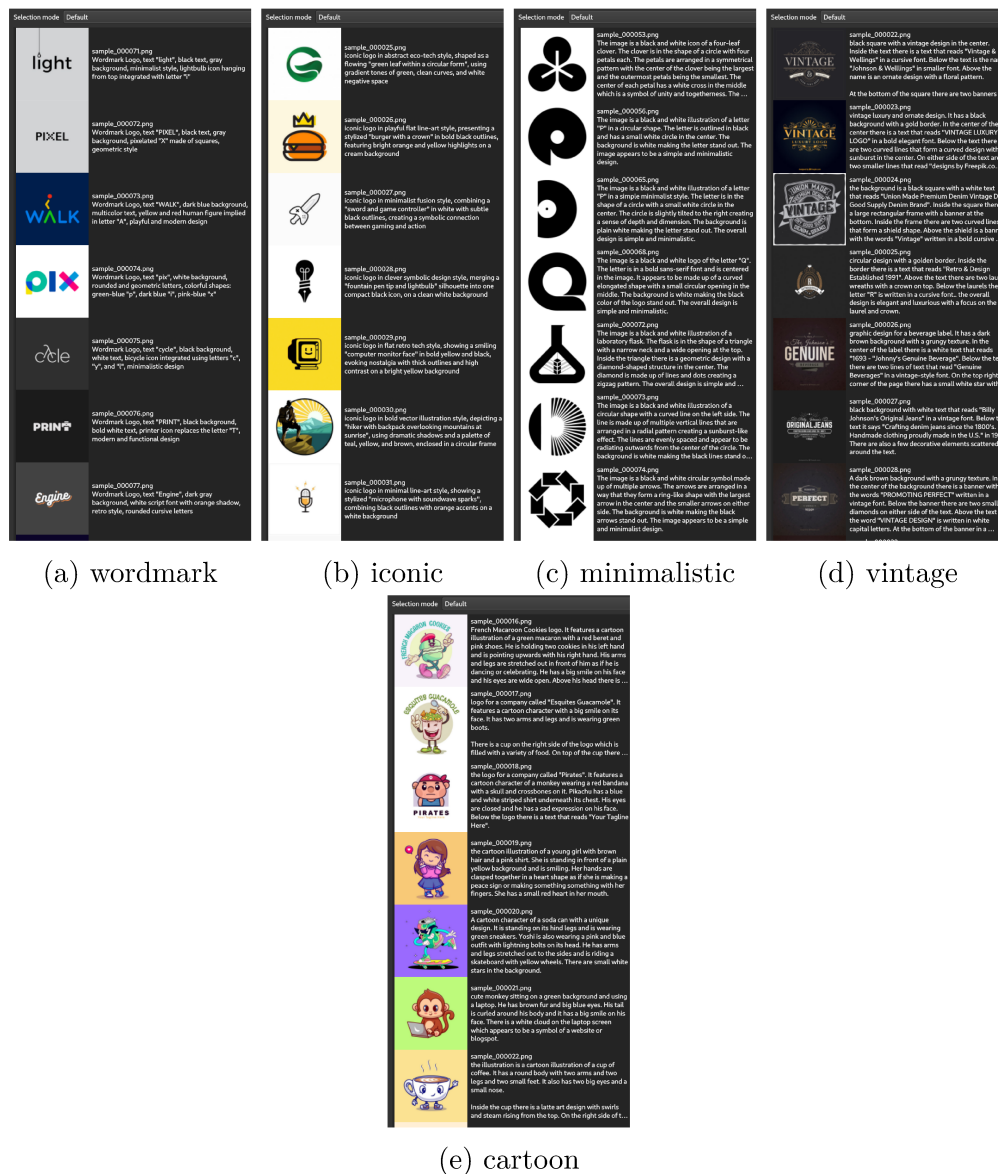 Selection mode Default
light
sample_000071.png
Wordmark Logo, text "light", black text, gray
background, minimalist style, lightbulb icon hanging
from top integrated with letter "i"
PIXEL
sample_000072.png
Wordmark Logo, text "PIXEL", black text, gray
background, pixelated "X" made of squares,
geometric style
WALK
sample_000073.png
Wordmark Logo, text "WALK", dark blue background,
multicolor text, yellow and red human figure implied
in letter "A", playful and modern design
pix
sample_000074.png
Wordmark Logo, text "pix", white background,
rounded and geometric letters, colorful shapes:
green-blue "p", dark blue "i", pink-blue "x"
cycle
sample_000075.png
Wordmark Logo, text "cycle", black background,
white text, bicycle icon integrated using letters "c",
"y", and "l", minimalistic design
PRINT
sample_000076.png
Wordmark Logo, text "PRINT", black background,
bold white text, printer icon replaces the letter "T",
modern and functional design
Engine
sample_000077.png
Wordmark Logo, text "Engine", dark gray
background, white script font with orange shadow,
retro style, rounded cursive letters
(a) wordmark
Selection mode Default
sample_000025.png
iconic logo in abstract eco-tech style, shaped as a
flowing "green leaf within a circular form", using
gradient tones of green, clean curves, and white
negative space
sample_000026.png
iconic logo in playful flat line-art style, presenting a
stylized "burger with a crown" in bold black outlines,
featuring bright orange and yellow highlights on a
cream background
sample_000027.png
iconic logo in minimalist fusion style, combining a
"sword and game controller" in white with subtle
black outlines, creating a symbolic connection
between gaming and action
sample_000028.png
iconic logo in clever symbolic design style, merging a
"fountain pen tip and lightbulb" silhouette into one
compact black icon, on a clean white background
sample_000029.png
iconic logo in flat retro tech style, showing a smiling
"computer monitor face" in bold yellow and black,
evoking nostalgia with thick outlines and high
contrast on a bright yellow background
sample_000030.png
iconic logo in bold vector illustration style, depicting a
"hiker with backpack overlooking mountains at
sunrise", using dramatic shadows and a palette of
teal, yellow, and brown, enclosed in a circular frame
sample_000031.png
iconic logo in minimal line-art style, showing a
stylized "microphone with soundwave sparks",
combining black outlines with orange accents on a
white background
(b) iconic
Selection mode Default
sample_000053.png
The image is a black and white icon of a four-leaf
clover. The clover is in the shape of a circle with four
petals each. The petals are arranged in a symmetrical
pattern with the center of the clover being the largest
and the outermost petals being the smallest. The
center of each petal has a white cross in the middle
which is a symbol of unity and togetherness. The ...
sample_000056.png
The image is a black and white illustration of a letter
"P" in a circular shape. The letter is outlined in black
and has a small white circle in the center. The
background is white making the letter stand out. The
image appears to be a simple and minimalistic
design.
sample_000065.png
The image is a black and white illustration of a letter
"P" in a simple minimalist style. The letter is in the
shape of a circle with a small white circle in the
center. The circle is slightly tilted to the right creating
a sense of depth and dimension. The background is
plain white making the letter stand out. The overall
design is simple and minimalistic.
sample_000068.png
The image is a black and white logo of the letter "Q".
The letter is in a bold sans-serif font and is centered
in the image. It appears to be made up of a curved
elongated shape with a small circular opening in the
middle. The background is white making the black
color of the logo stand out. The overall design is
simple and minimalistic.
sample_000072.png
The image is a black and white illustration of a
laboratory flask. The flask is in the shape of a triangle
with a narrow neck and a wide opening at the top.
Inside the triangle there is a geometric design with a
diamond-shaped structure in the center. The
diamond is made up of lines and dots creating a
zigzag pattern. The overall design is simple and ...
sample_000073.png
The image is a black and white illustration of a
circular shape with a curved line on the left side. The
line is made up of multiple vertical lines that are
arranged in a radial pattern creating a sunburst-like
effect. The lines are evenly spaced and appear to be
radiating outwards from the center of the circle. The
background is white making the black lines stand o...
sample_000074.png
The image is a black and white circular symbol made
up of multiple arrows. The arrows are arranged in a
way that they form a ring-like shape with the largest
arrow in the center and the smaller arrows on either
side. The background is white making the black
arrows stand out. The image appears to be a simple
and minimalist design.
(c) minimalistic
Selection mode Default
VINTAGE
sample_000022.png
black square with a vintage design in the center.
Inside the square there is a text that reads "Vintage &
Wellings" in a cursive font. Below the text is the na
"Johnson & Wellings" in smaller font. Above the
name is an ornate design with a floral pattern.
At the bottom of the square there are two banners
VINTAGE
LUXURY LOGO
sample_000023.png
vintage luxury and ornate design. It has a black
background with a gold border. In the center of the
center there is a text that reads "VINTAGE LUXURY
LOGO" in a bold elegant font. Below the text there
are two curved lines that form a curved design with
sunburst in the center. On either side of the text are
two smaller lines that read "designs by Freepik.co...
UNION MADE
VINTAGE
DENIM BRAND
sample_000024.png
the background is a black square with a white text
that reads "Union Made Premium Denim Vintage D
Good Supply Denim Brand". Inside the square there
a large rectangular frame with a banner at the
bottom. Inside the frame there are two curved lines
that form a shield shape. Above the shield is a bann
with the words "Vintage" written in a bold cursive ...
R
sample_000025.png
circular design with a golden border. Inside the
border there is a text that reads "Retro & Design
Established 1991". Above the text there are two lau
wreaths with a crown on top. Below the laurels the
letter "R" is written in a cursive font.. the overall
design is elegant and luxurious with a focus on the
laurel and crown.
The Johnson's
GENUINE
sample_000026.png
graphic design for a beverage label. It has a dark
brown background with a grungy texture. In the
center of the label there is a white text that reads
"1693 - "Johnny's Genuine Beverage". Below the te
there are two lines of text that read "Genuine
Beverages" in a vintage-style font. On the top right
corner of the page there has a small white star with
ORIGINAL JEANS
sample_000027.png
black background with white text that reads "Billy
Johnson's Original Jeans" in a vintage font. Below t
text it says "Crafting denim jeans since the 1800's.
Handmade clothing proudly made in the U.S." in 19
There are also a few decorative elements scattered
around the text.
PERFECT
sample_000028.png
A dark brown background with a grungy texture. In
the center of the background there is a banner with
the words "PROMOTING PERFECT" written in a
vintage font. Below the banner there are two small
diamonds on either side of the text. Above the text
the word "VINTAGE DESIGN" is written in white
capital letters. At the bottom of the banner in a ...
(d) vintage
Selection mode Default
FRENCH MACARON COOKIES
sample_000016.png
French Macaroon Cookies logo. It features a cartoon
illustration of a green macaron with a red beret and
pink shoes. He is holding two cookies in his left hand
and is pointing upwards with his right hand. His arms
and legs are stretched out in front of him as if he is
dancing or celebrating. He has a big smile on his face
and his eyes are wide open. Above his head there is ...
ESQUITES GUACAMOLE
sample_000017.png
logo for a company called "Esquites Guacamole". It
features a cartoon character with a big smile on its
face. It has two arms and legs and is wearing green
boots.
There is a cup on the right side of the logo which is
filled with a variety of food. On top of the cup there ...
PIRATES
sample_000018.png
the logo for a company called "Pirates". It features a
cartoon character of a monkey wearing a red bandana
with a skull and crossbones on it. Pikachu has a blue
and white striped shirt underneath its chest. His eyes
are closed and he has a sad expression on his face.
Below the logo there is a text that reads "Your Tagline
Here".
sample_000019.png
the cartoon illustration of a young girl with brown
hair and a pink shirt. She is standing in front of a plain
yellow background and is smiling. Her hands are
clasped together in a heart shape as if she is making a
peace sign or making something something with her
fingers. She has a small red heart in her mouth.
sample_000020.png
A cartoon character of a soda can with a unique
design. It is standing on its hind legs and is wearing
green sneakers. Yoshi is also wearing a pink and blue
outfit with lightning bolts on its head. He has arms
and legs stretched out to the sides and is riding a
skateboard with yellow wheels. There are small white
stars in the background.
sample_000021.png
cute monkey sitting on a green background and using
a laptop. He has brown fur and big blue eyes. His tail
is curled around his body and it has a big smile on his
face. There is a white cloud on the laptop screen
which appears to be a symbol of a website or
blogspot.
sample_000022.png
the illustration is a cartoon illustration of a cup of
coffee. It has a round body with two arms and two
legs and two small feet. It also has two big eyes and a
small nose.
Inside the cup there is a latte art design with swirls
and steam rising from the top. On the right side of t...
(e) cartoon